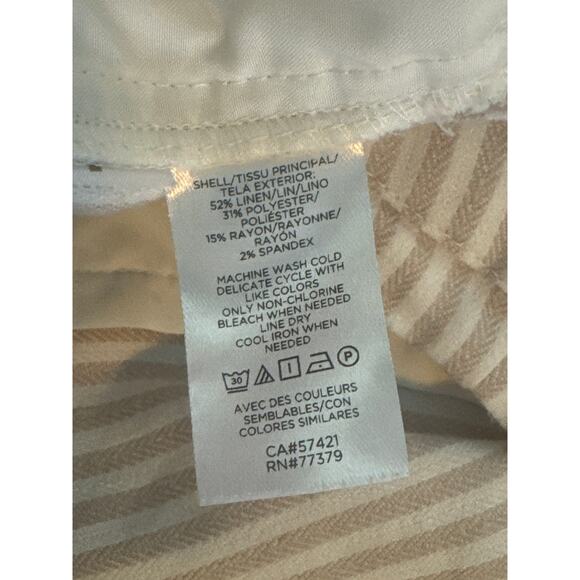 SHELL/TISSU PRINCIPAL/
TELA EXTERIOR:
52% LINEN/LIN/LINO
31% POLYESTER/
POLIÉSTER
15% RAYON/RAYONNE/
RAYÓN
2% SPANDEX
MACHINE WASH COLD
DELICATE CYCLE WITH
LIKE COLORS
ONLY NON-CHLORINE
BLEACH WHEN NEEDED
LINE DRY
COOL IRON WHEN
NEEDED
30 P
AVEC DES COULEURS
SEMBLABLES/CON
COLORES SIMILARES
CA#57421
RN#77379